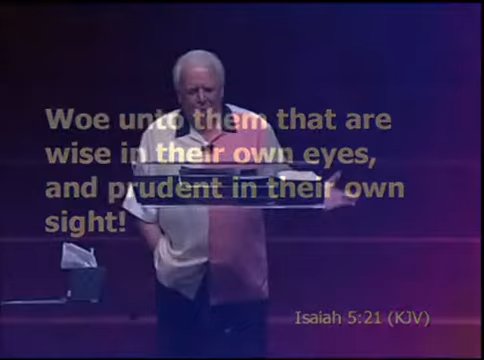 Woe unto them that are
wise in their own eyes,
and prudent in their own
sight!
Isaiah 5:21 (KJV)